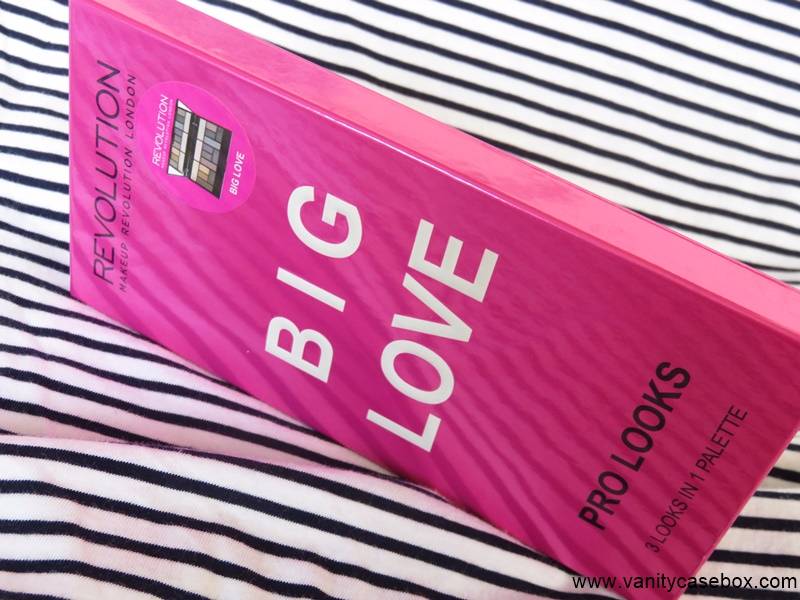 REVOLUTION
MAKEUP REVOLUTION LONDON
REVOLUTION
BIG LOVE
BIG
LOVE
PRO LOOKS
3 LOOKS IN 1 PALETTE
www.vanitycasebox.com